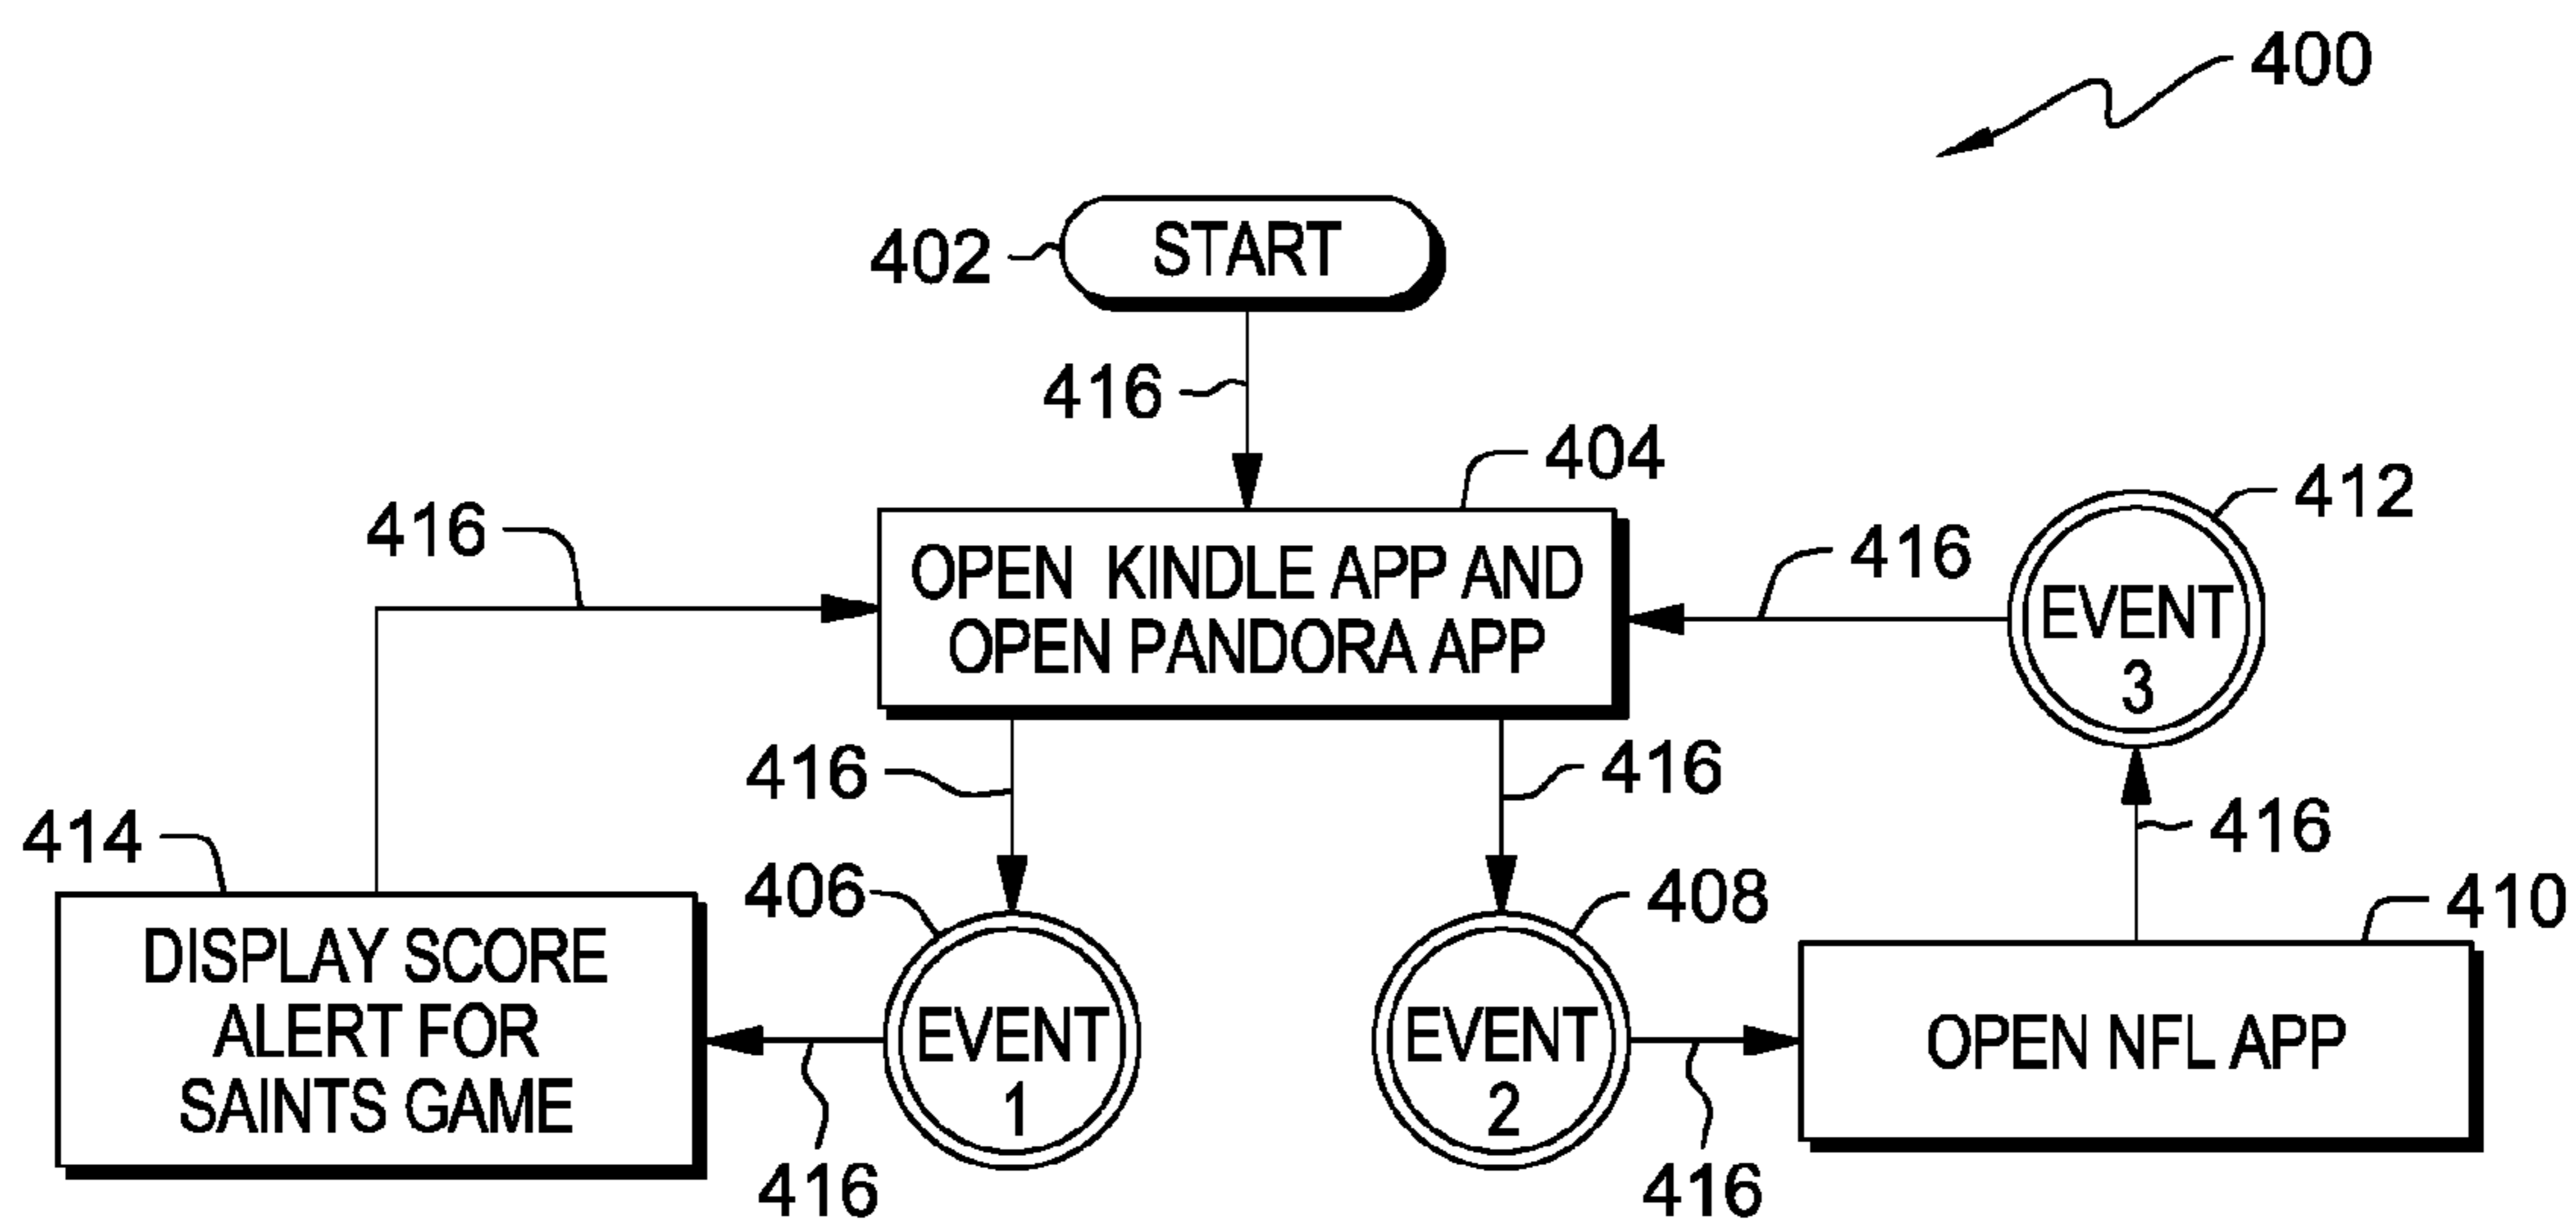 400
START
402
416
404
OPEN KINDLE APP AND
OPEN PANDORA APP
416
412
EVENT
3
416
416
416
416
414
DISPLAY SCORE
ALERT FOR
SAINTS GAME
406
EVENT
1
416
408
EVENT
2
416
410
OPEN NFL APP